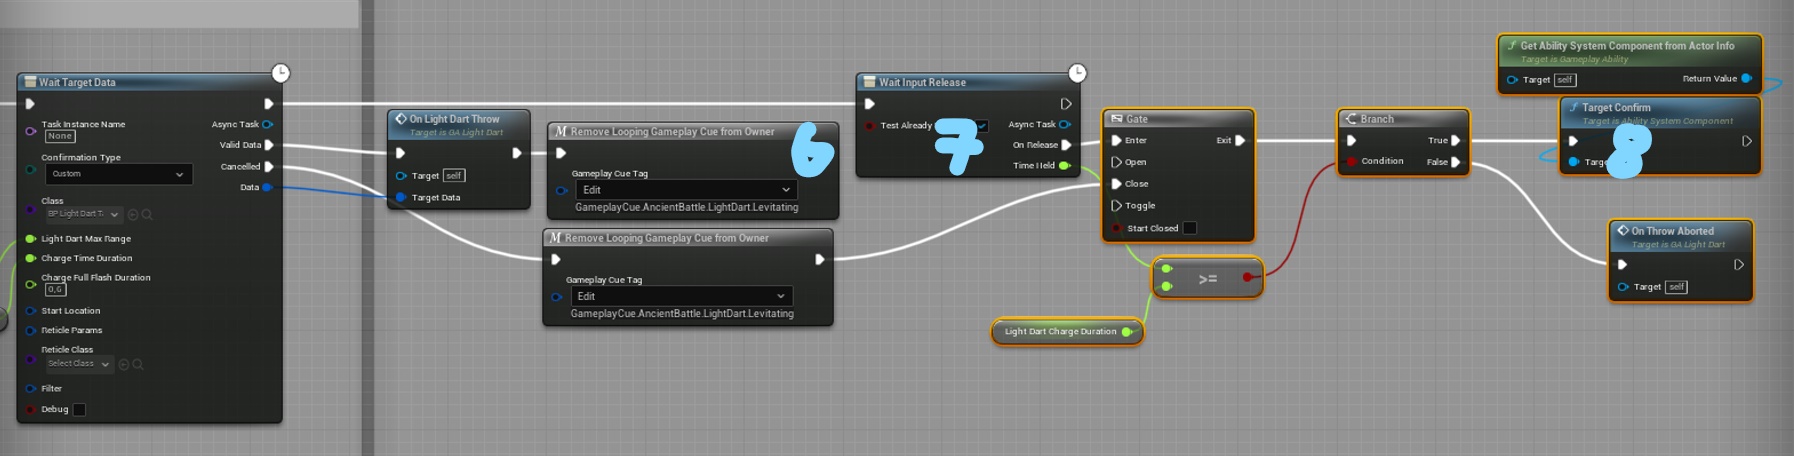 Wait Target Data
Task Instance Name
None
Async Task
Valid Data
Confirmation Type
Custom
Cancelled
Data
Class
BP Light Dart T
Light Dart Max Range
Charge Time Duration
Charge Full Flash Duration
0,6
Start Location
Reticle Params
Reticle Class
Select Class
Filter
Debug
On Light Dart Throw
Target is GA Light Dart
Target self
Target Data
Remove Looping Gameplay Cue from Owner
6
Gameplay Cue Tag
Edit
GameplayCue.AncientBattle.LightDart.Levitating
Remove Looping Gameplay Cue from Owner
Gameplay Cue Tag
Edit
GameplayCue.AncientBattle.LightDart.Levitating
Wait Input Release
Test Already
7
Async Task
On Release
Time Held
Gate
Enter
Exit
Open
Close
Toggle
Start Closed
>=
Light Dart Charge Duration
Branch
True
Condition
False
Get Ability System Component from Actor Info
Target is Gameplay Ability
Target self
Return Value
Target Confirm
Target is Ability System Component
8
On Throw Aborted
Target is GA Light Dart
Target self